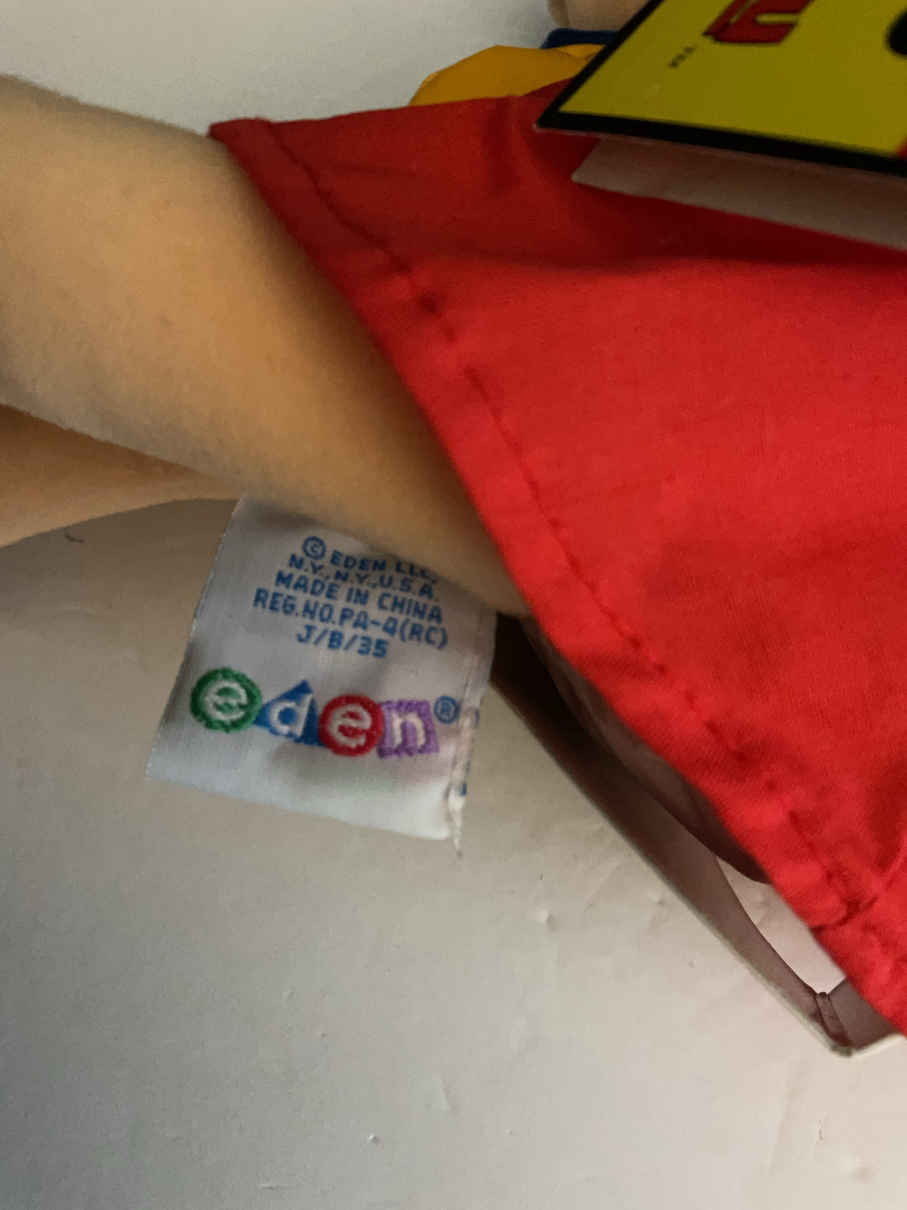 © EDEN LLC,
N.Y., N.Y., U.S.A.
MADE IN CHINA
REG.NO.PA-4(RC)
J/B/35
eden®